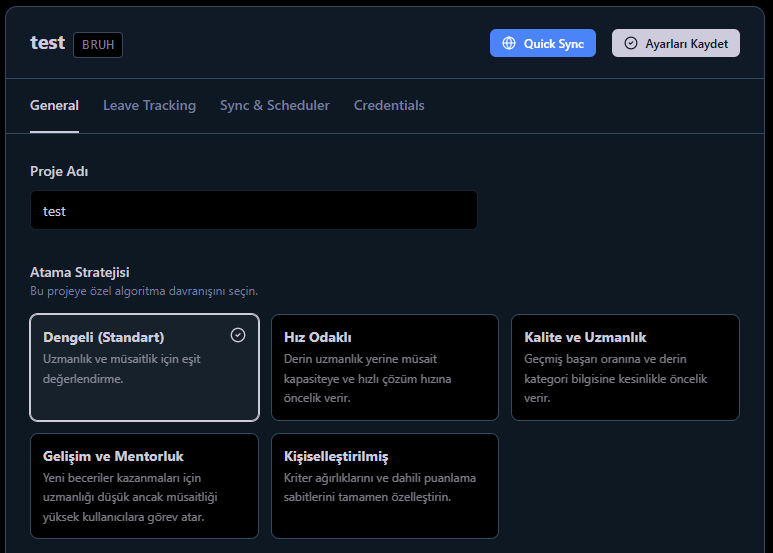 test BRUH
Quick Sync
Ayarları Kaydet
General Leave Tracking Sync & Scheduler Credentials
Proje Adı
test
Atama Stratejisi
Bu projeye özel algoritma davranışını seçin.
Dengeli (Standart)
Uzmanlık ve müsaitlik için eşit
değerlendirme.
Hız Odaklı
Derin uzmanlık yerine müsait
kapasiteye ve hızlı çözüm hızına
öncelik verir.
Kalite ve Uzmanlık
Geçmiş başarı oranına ve derin
kategori bilgisine kesinlikle öncelik
verir.
Gelişim ve Mentorluk
Yeni beceriler kazanmaları için
uzmanlığı düşük ancak müsaitliği
yüksek kullanıcılara görev atar.
Kişiselleştirilmiş
Kriter ağırlıklarını ve dahili puanlama
sabitlerini tamamen özelleştirin.